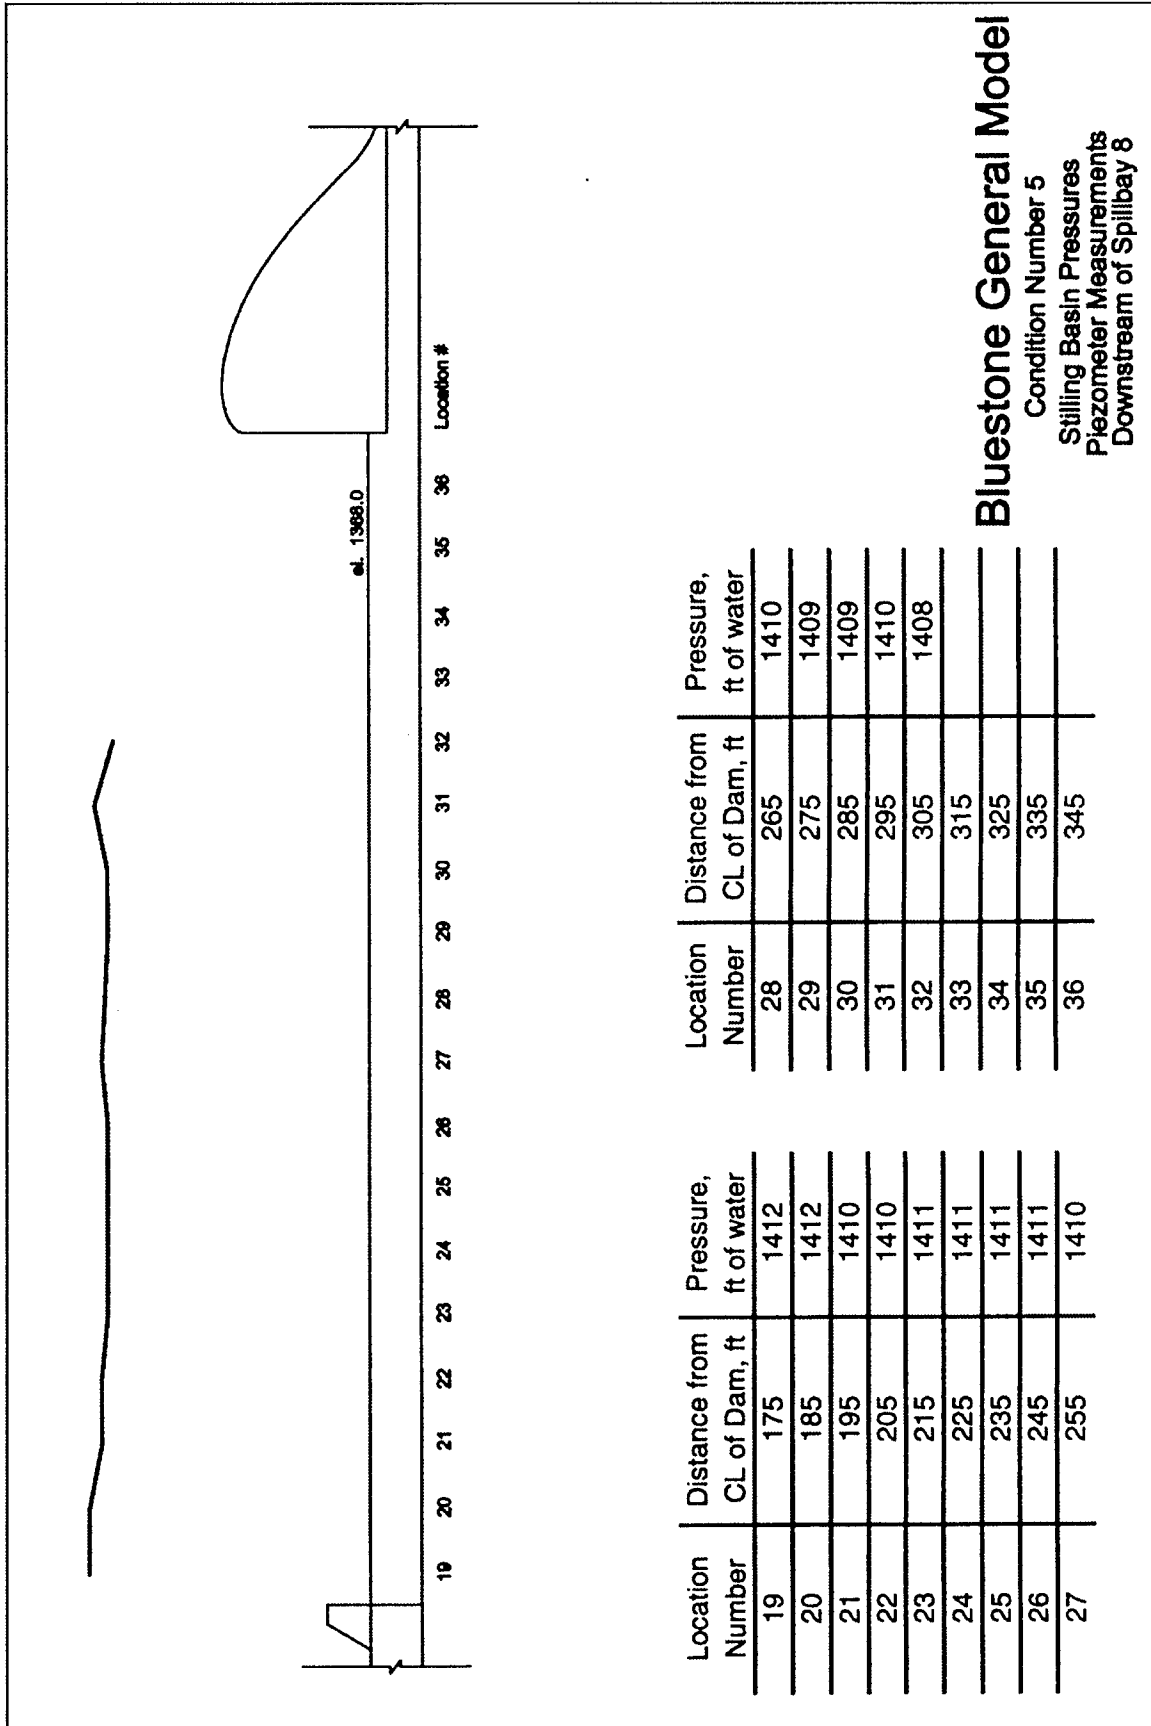 el. 1368.0
19 20 21 22 23 24 25 26 27 28 29 30 31 32 33 34 35 36 Location #
Location Number | Distance from CL of Dam, ft | Pressure, ft of water
19 175 1412
20 185 1412
21 195 1410
22 205 1410
23 215 1411
24 225 1411
25 235 1411
26 245 1411
27 255 1410
Location Number | Distance from CL of Dam, ft | Pressure, ft of water
28 265 1410
29 275 1409
30 285 1409
31 295 1410
32 305 1408
33 315
34 325
35 335
36 345
Bluestone General Model
Condition Number 5
Stilling Basin Pressures
Piezometer Measurements
Downstream of Spillbay 8